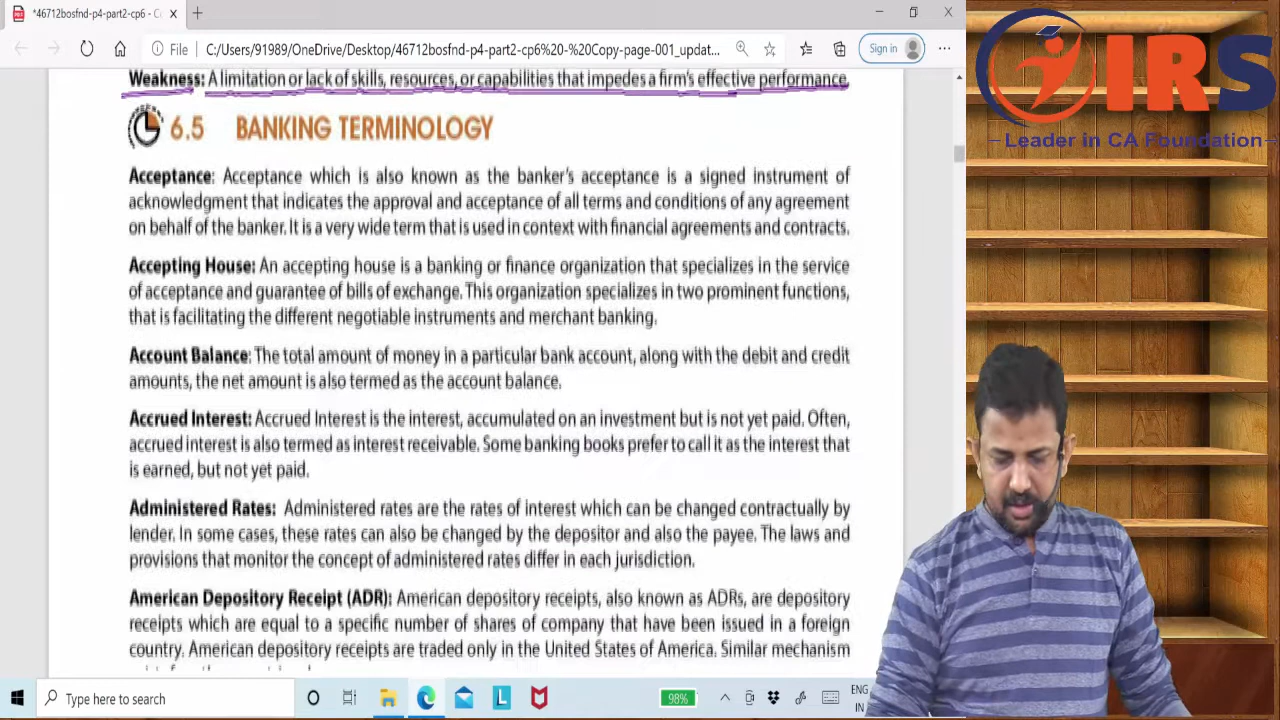 *46712bosfnd-p4-part2-cp6 - C
File
C:/Users/91989/OneDrive/Desktop/46712bosfnd-p4-part2-cp6%20-%20Copy-page-001_updat...
Sign in
IRS
Leader in CA Foundation
Weakness: A limitation or lack of skills, resources, or capabilities that impedes a firm's effective performance.
6.5 BANKING TERMINOLOGY
Acceptance: Acceptance which is also known as the banker's acceptance is a signed instrument of
acknowledgment that indicates the approval and acceptance of all terms and conditions of any agreement
on behalf of the banker. It is a very wide term that is used in context with financial agreements and contracts.
Accepting House: An accepting house is a banking or finance organization that specializes in the service
of acceptance and guarantee of bills of exchange. This organization specializes in two prominent functions,
that is facilitating the different negotiable instruments and merchant banking.
Account Balance: The total amount of money in a particular bank account, along with the debit and credit
amounts, the net amount is also termed as the account balance.
Accrued Interest: Accrued Interest is the interest, accumulated on an investment but is not yet paid. Often,
accrued interest is also termed as interest receivable. Some banking books prefer to call it as the interest that
is earned, but not yet paid.
Administered Rates: Administered rates are the rates of interest which can be changed contractually by
lender. In some cases, these rates can also be changed by the depositor and also the payee. The laws and
provisions that monitor the concept of administered rates differ in each jurisdiction.
American Depository Receipt (ADR): American depository receipts, also known as ADRs, are depository
receipts which are equal to a specific number of shares of company that have been issued in a foreign
country. American depository receipts are traded only in the United States of America. Similar mechanism
Type here to search
98%
ENG
IN